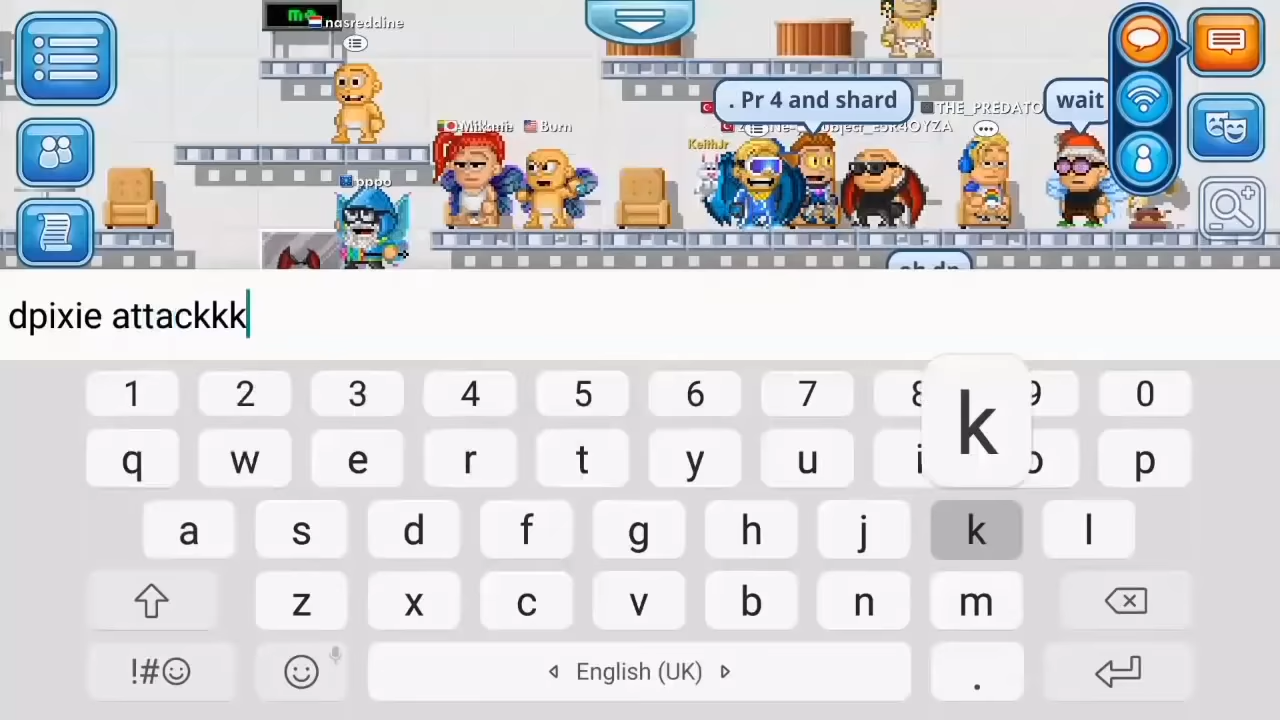 nasreddine
. Pr 4 and shard
wait
THE_PREDATO
Burn
KeithJr
pppo
dpixie attackkk
1 2 3 4 5 6 7 8 9 0
k
q w e r t y u i o p
a s d f g h j k l
z x c v b n m
!#☺ English (UK) .